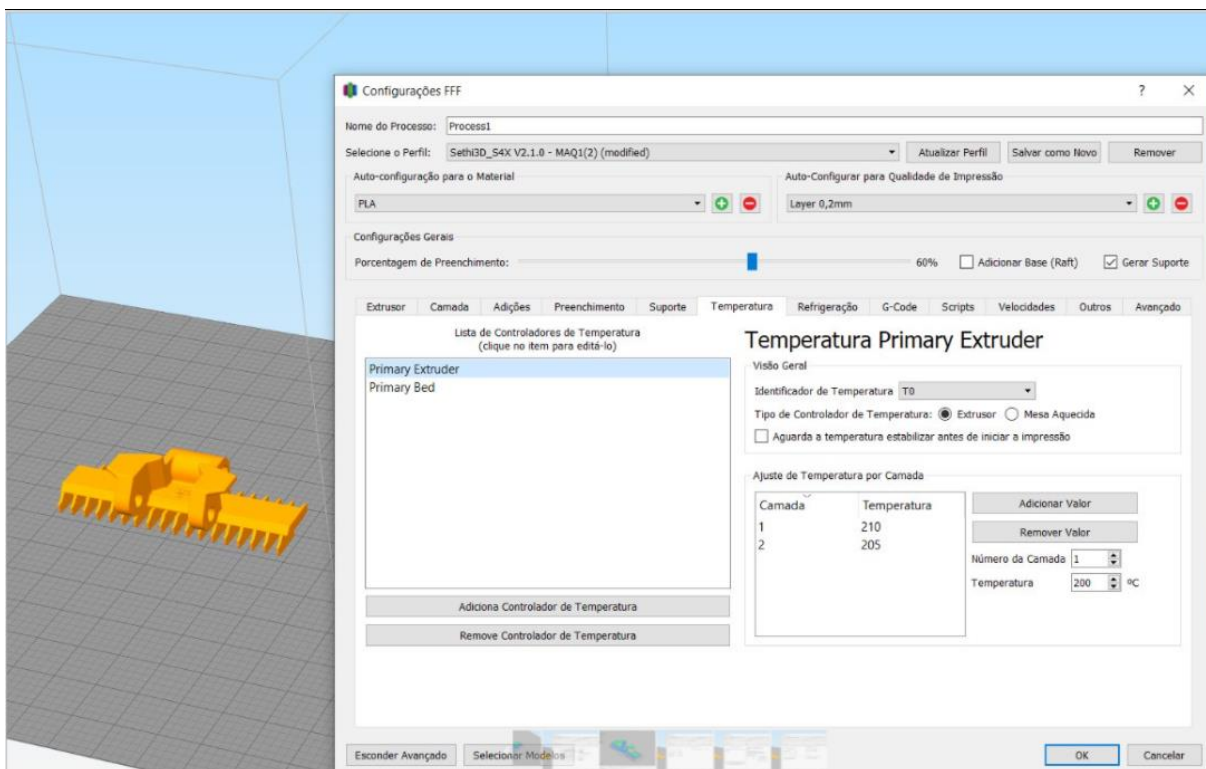 Configurações FFF
Nome do Processo: Process1
Selecione o Perfil: Sethi3D_S4X V2.1.0 - MAQ1(2) (modified) Atualizar Perfil Salvar como Novo Remover
Auto-configuração para o Material Auto-Configurar para Qualidade de Impressão
PLA Layer 0,2mm
Configurações Gerais
Porcentagem de Preenchimento: 60% Adicionar Base (Raft) Gerar Suporte
Extrusor Camada Adições Preenchimento Suporte Temperatura Refrigeração G-Code Scripts Velocidades Outros Avançado
Lista de Controladores de Temperatura
(clique no item para editá-lo)
Primary Extruder
Primary Bed
Adiciona Controlador de Temperatura
Remove Controlador de Temperatura
Temperatura Primary Extruder
Visão Geral
Identificador de Temperatura T0
Tipo de Controlador de Temperatura: Extrusor Mesa Aquecida
Aguarda a temperatura estabilizar antes de iniciar a impressão
Ajuste de Temperatura por Camada
Camada Temperatura
1 210
2 205
Adicionar Valor
Remover Valor
Número da Camada 1
Temperatura 200 ºC
Esconder Avançado Selecionar Modelos OK Cancelar